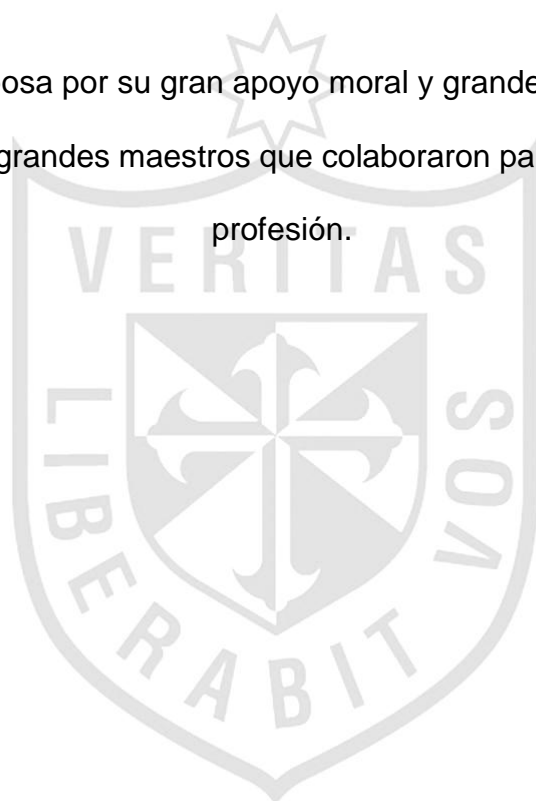 osa por su gran apoyo moral y grande
grandes maestros que colaboraron pa
profesión.
VERITAS
LIBERABIT VOS